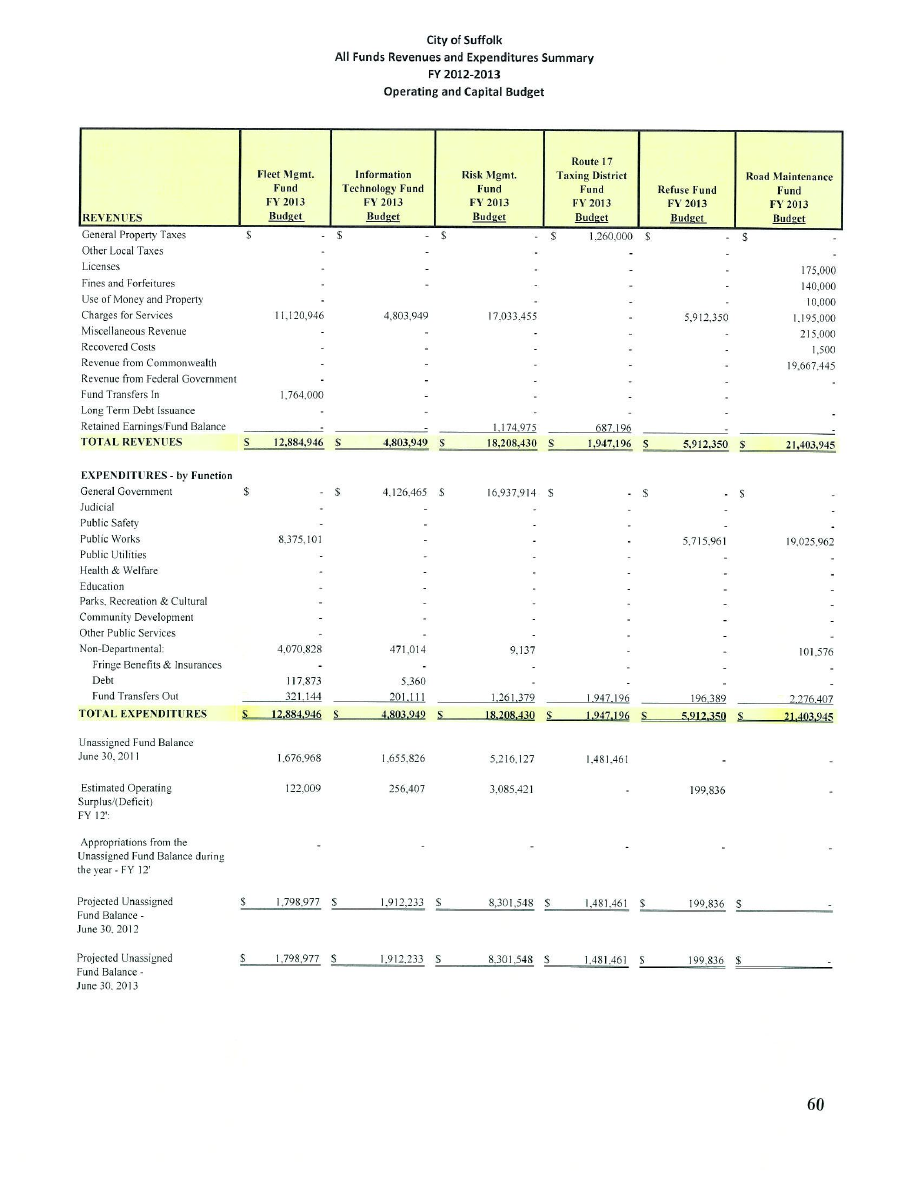 City of Suffolk
All Funds Revenues and Expenditures Summary
FY 2012-2013
Operating and Capital Budget
Route 17
Fleet Mgmt. Information Risk Mgmt. Taxing District Road Maintenance
Fund Technology Fund Fund Fund Refuse Fund Fund
FY 2013 FY 2013 FY 2013 FY 2013 FY 2013 FY 2013
REVENUES Budget Budget Budget Budget Budget Budget
General Property Taxes $ - $ - $ - $ 1,260,000 $ - $ -
Other Local Taxes - - - - - -
Licenses - - - - - 175,000
Fines and Forfeitures - - - - - 140,000
Use of Money and Property - - - - 10,000
Charges for Services 11,120,946 4,803,949 17,033,455 - 5,912,350 1,195,000
Miscellaneous Revenue - - - - - 215,000
Recovered Costs - - - - - 1,500
Revenue from Commonwealth - - - - - 19,667,445
Revenue from Federal Government - - - - - -
Fund Transfers In 1,764,000 - - - -
Long Term Debt Issuance - - - - - -
Retained Earnings/Fund Balance - - 1,174,975 687,196 - -
TOTAL REVENUES $ 12,884,946 $ 4,803,949 $ 18,208,430 $ 1,947,196 $ 5,912,350 $ 21,403,945
EXPENDITURES - by Function
General Government $ - $ 4,126,465 $ 16,937,914 $ - $ - $ -
Judicial - - - - - -
Public Safety - - - - - -
Public Works 8,375,101 - - - 5,715,961 19,025,962
Public Utilities - - - - - -
Health & Welfare - - - - - -
Education - - - - - -
Parks, Recreation & Cultural - - - - - -
Community Development - - - - - -
Other Public Services - - - - - -
Non-Departmental: 4,070,828 471,014 9,137 - - 101,576
Fringe Benefits & Insurances - - - - - -
Debt 117,873 5,360 - - - -
Fund Transfers Out 321,144 201,111 1,261,379 1,947,196 196,389 2,276,407
TOTAL EXPENDITURES $ 12,884,946 $ 4,803,949 $ 18,208,430 $ 1,947,196 $ 5,912,350 $ 21,403,945
Unassigned Fund Balance
June 30, 2011 1,676,968 1,655,826 5,216,127 1,481,461 - -
Estimated Operating 122,009 256,407 3,085,421 - 199,836 -
Surplus/(Deficit)
FY 12':
Appropriations from the - - - - - -
Unassigned Fund Balance during
the year - FY 12'
Projected Unassigned $ 1,798,977 $ 1,912,233 $ 8,301,548 $ 1,481,461 $ 199,836 $ -
Fund Balance -
June 30, 2012
Projected Unassigned $ 1,798,977 $ 1,912,233 $ 8,301,548 $ 1,481,461 $ 199,836 $ -
Fund Balance -
June 30, 2013
60